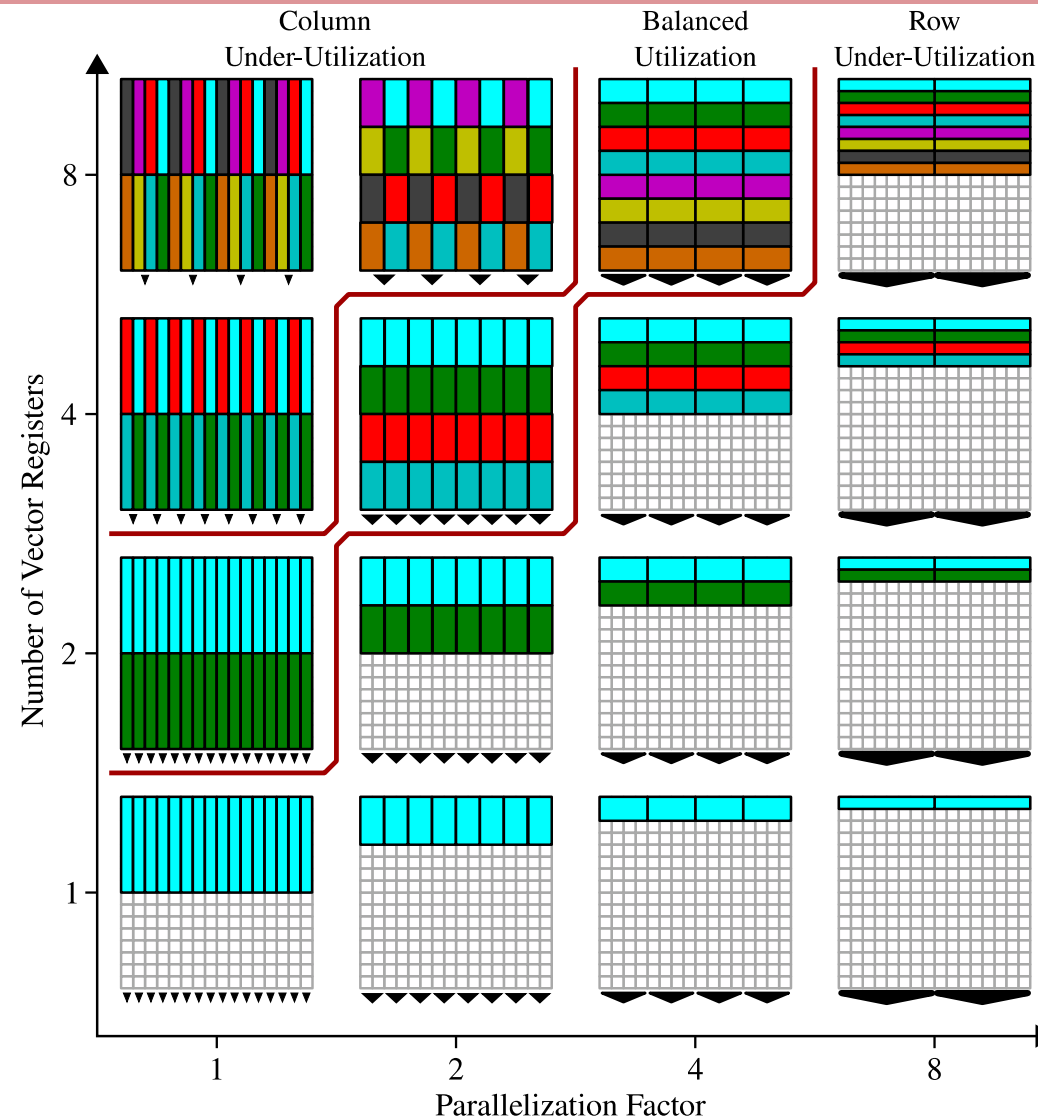 Column
Under-Utilization
Balanced
Utilization
Row
Under-Utilization
Number of Vector Registers
8
4
2
1
1
2
4
8
Parallelization Factor